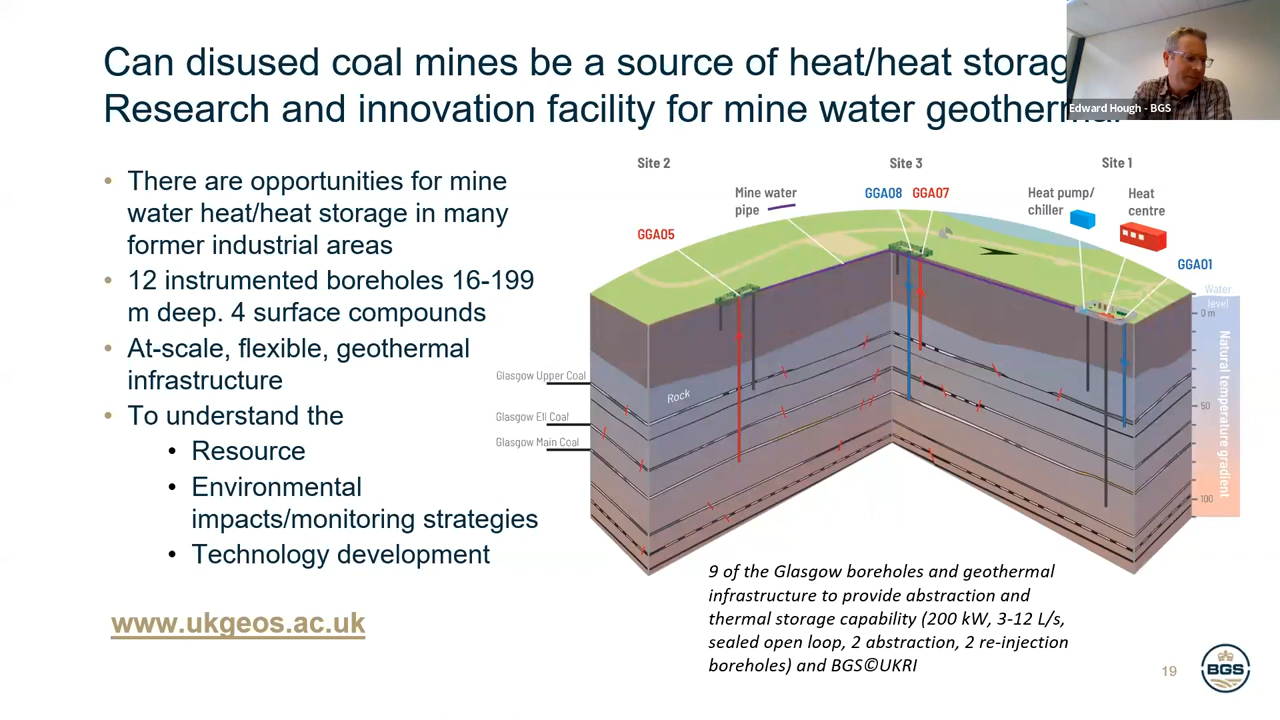 Can disused coal mines be a source of heat/heat storag
Research and innovation facility for mine water geothermal
Edward Hough - BGS
• There are opportunities for mine
water heat/heat storage in many
former industrial areas
• 12 instrumented boreholes 16-199
m deep. 4 surface compounds
• At-scale, flexible, geothermal
infrastructure
• To understand the
• Resource
• Environmental
impacts/monitoring strategies
• Technology development
www.ukgeos.ac.uk
Site 2
Site 3
Site 1
Mine water
pipe
GGA08 GGA07
Heat pump/
chiller
Heat
centre
GGA05
GGA01
Water
level
0 m
50
100
Natural temperature gradient
Glasgow Upper Coal
Rock
Glasgow Ell Coal
Glasgow Main Coal
9 of the Glasgow boreholes and geothermal
infrastructure to provide abstraction and
thermal storage capability (200 kW, 3-12 L/s,
sealed open loop, 2 abstraction, 2 re-injection
boreholes) and BGS©UKRI
19
BGS